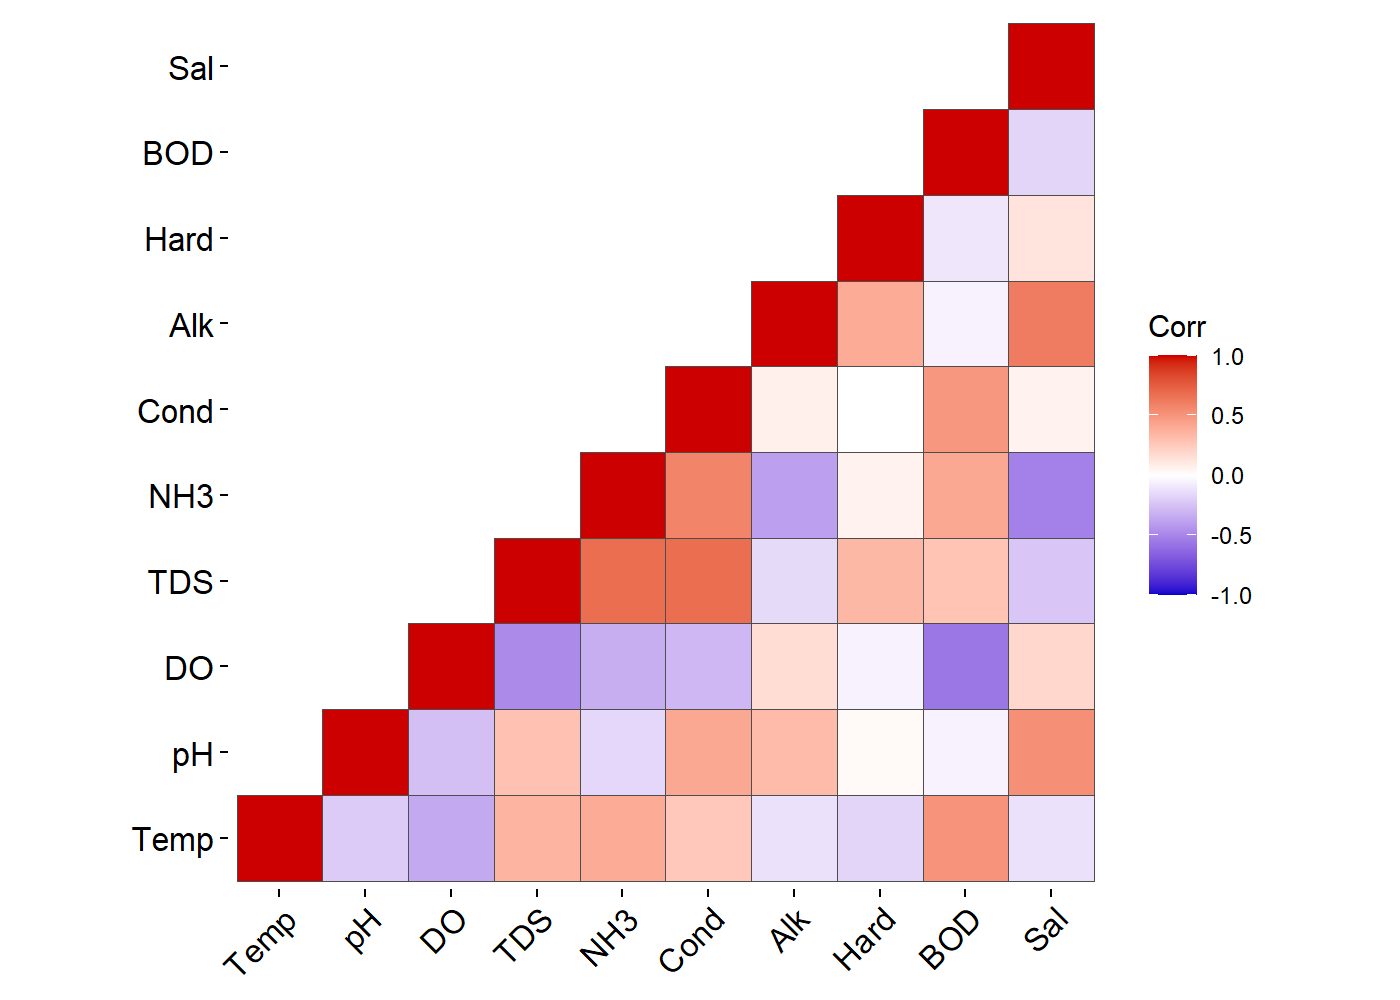 Sal
BOD
Hard
Alk
Cond
NH3
TDS
DO
pH
Temp
Temp
pH
DO
TDS
NH3
Cond
Alk
Hard
BOD
Sal
Corr
1.0
0.5
0.0
-0.5
-1.0